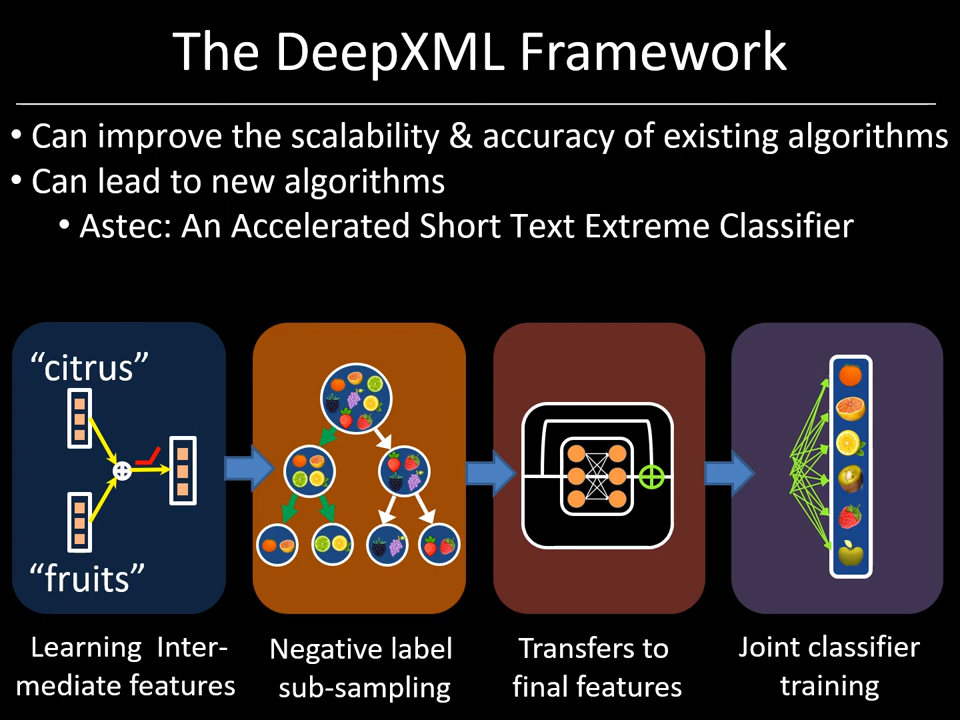 The DeepXML Framework
• Can improve the scalability & accuracy of existing algorithms
• Can lead to new algorithms
• Astec: An Accelerated Short Text Extreme Classifier
“citrus”
“fruits”
Learning Inter-
mediate features
Negative label
sub-sampling
Transfers to
final features
Joint classifier
training